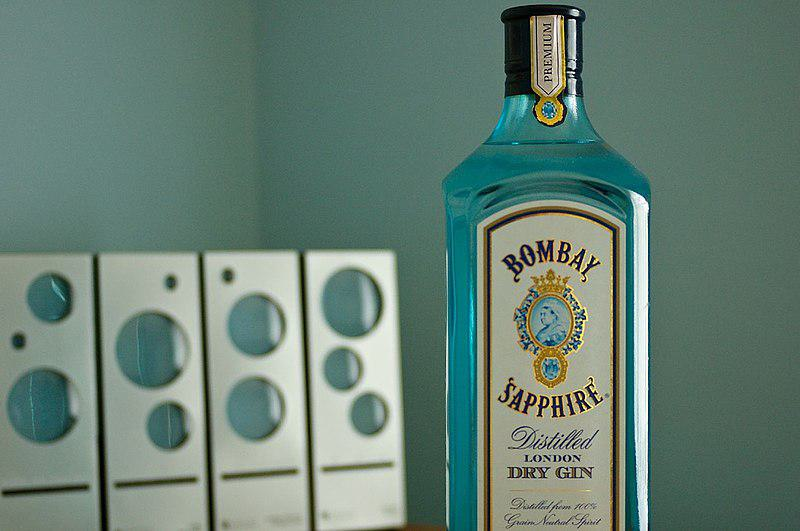 PREMIUM
BOMBAY
SAPPHIRE®
Distilled
LONDON
DRY GIN
Distilled from 100%
Grain Neutral Spirit